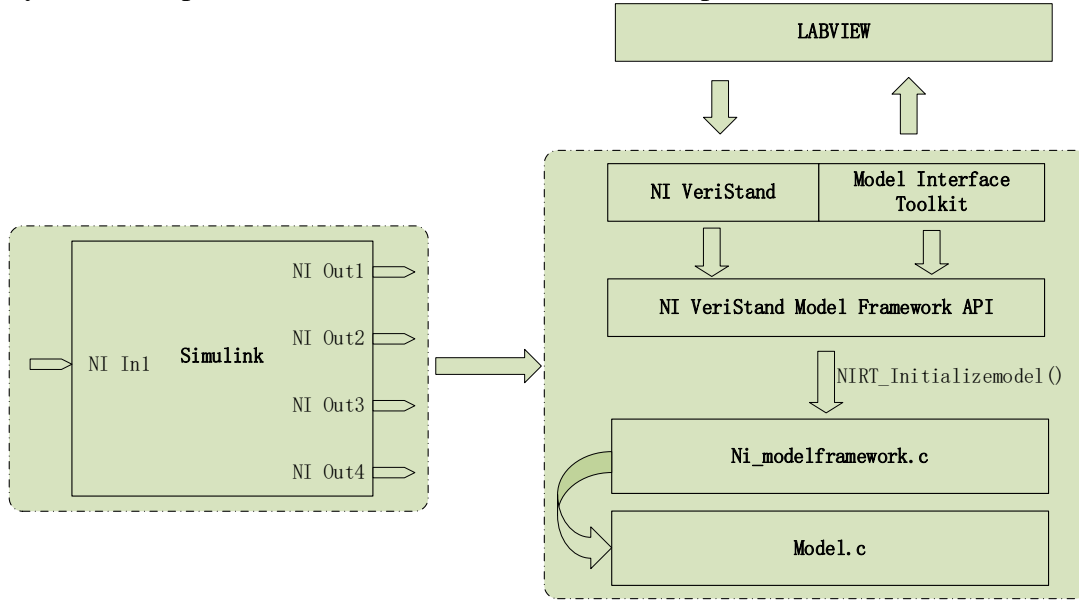 LABVIEW
NI VeriStand
Model Interface
Toolkit
NI VeriStand Model Framework API
NIRT_Initializemodel()
Ni_modelframework.c
Model.c
NI Out1
NI Out2
Simulink
NI In1
NI Out3
NI Out4